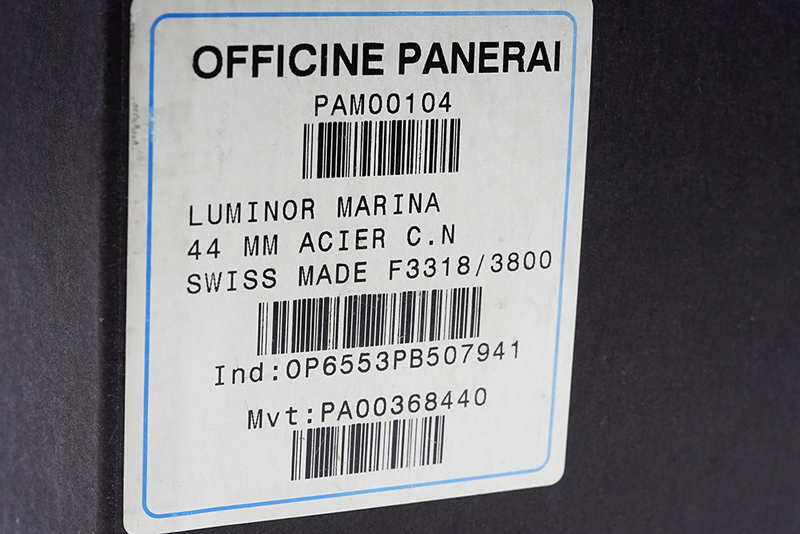 OFFICINE PANERAI
PAM00104
LUMINOR MARINA
44 MM ACIER C.N
SWISS MADE F3318/3800
Ind:OP6553PB507941
Mvt:PA00368440